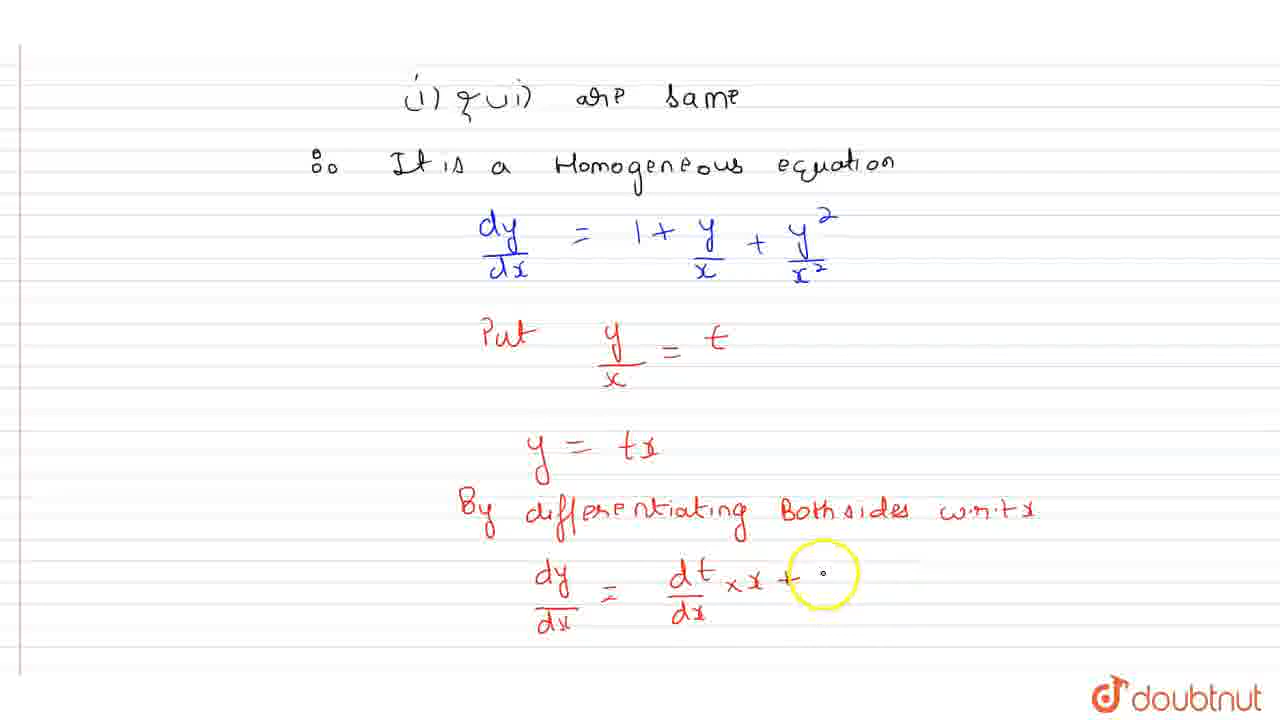 (i) & (ii) are same
∴ It is a Homogeneous equation
dy/dx = 1 + y/x + y²/x²
Put y/x = t
y = tx
By differentiating Both sides w.r.t x
dy/dx = dt/dx × x +
doubtnut